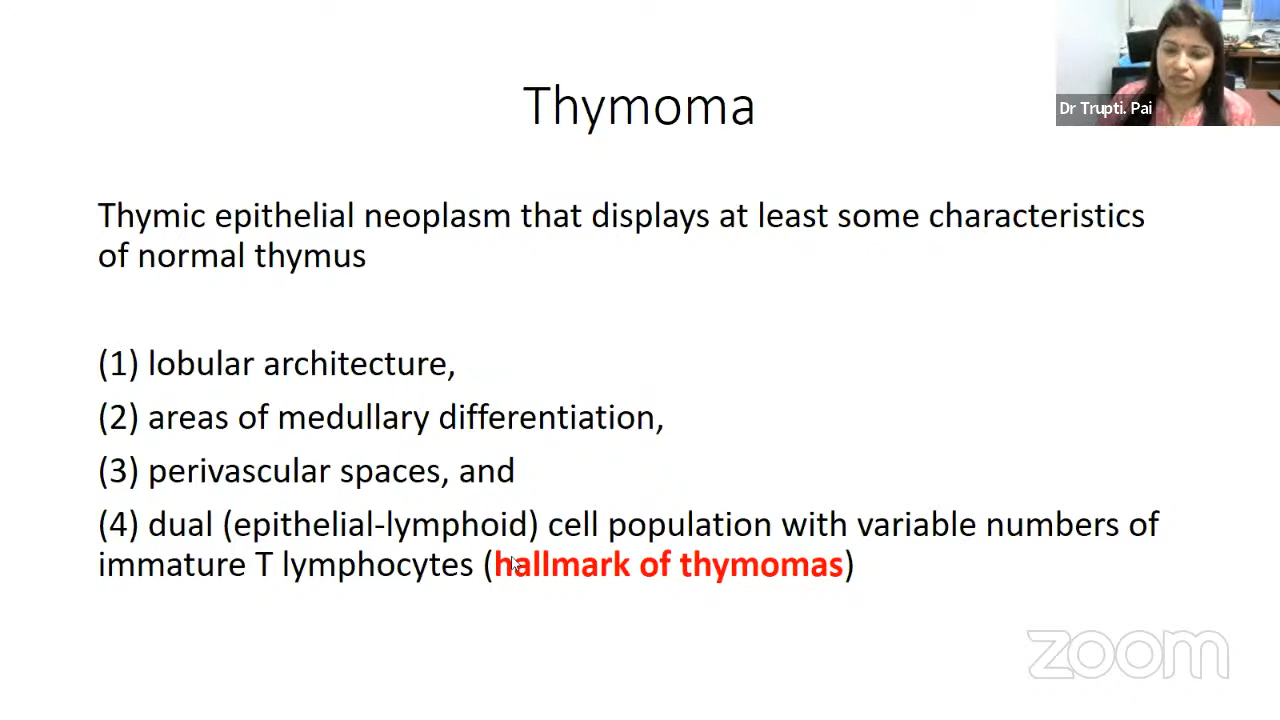 Thymoma
Dr Trupti. Pai
Thymic epithelial neoplasm that displays at least some characteristics
of normal thymus
(1) lobular architecture,
(2) areas of medullary differentiation,
(3) perivascular spaces, and
(4) dual (epithelial-lymphoid) cell population with variable numbers of
immature T lymphocytes (hallmark of thymomas)
zoom